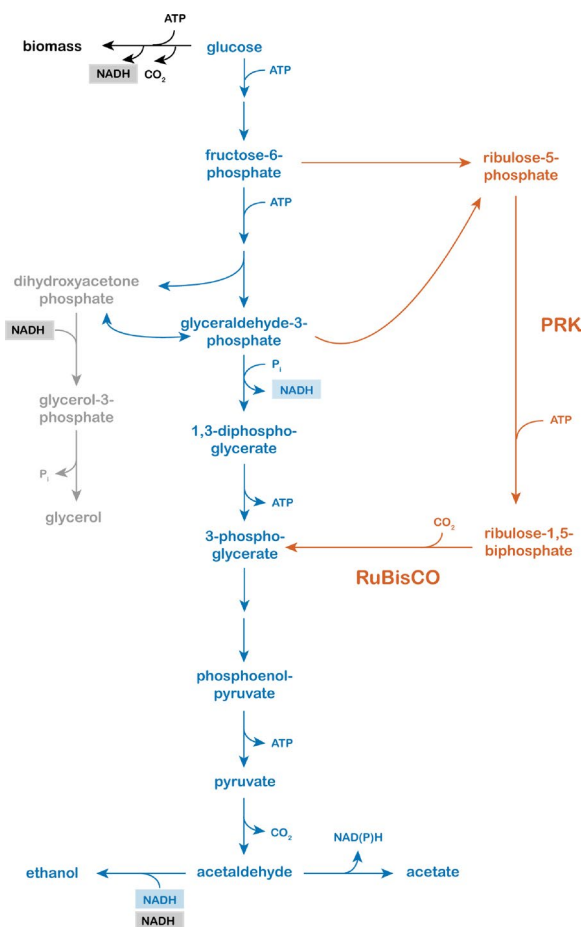 ATP
biomass
glucose
NADH
CO₂
ATP
fructose-6-
phosphate
ribulose-5-
phosphate
ATP
dihydroxyacetone
phosphate
NADH
glyceraldehyde-3-
phosphate
PRK
Pᵢ
NADH
glycerol-3-
phosphate
1,3-diphospho-
glycerate
ATP
Pᵢ
ATP
glycerol
CO₂
3-phospho-
glycerate
ribulose-1,5-
biphosphate
RuBisCO
phosphoenol-
pyruvate
ATP
pyruvate
CO₂
NAD(P)H
ethanol
acetaldehyde
acetate
NADH
NADH